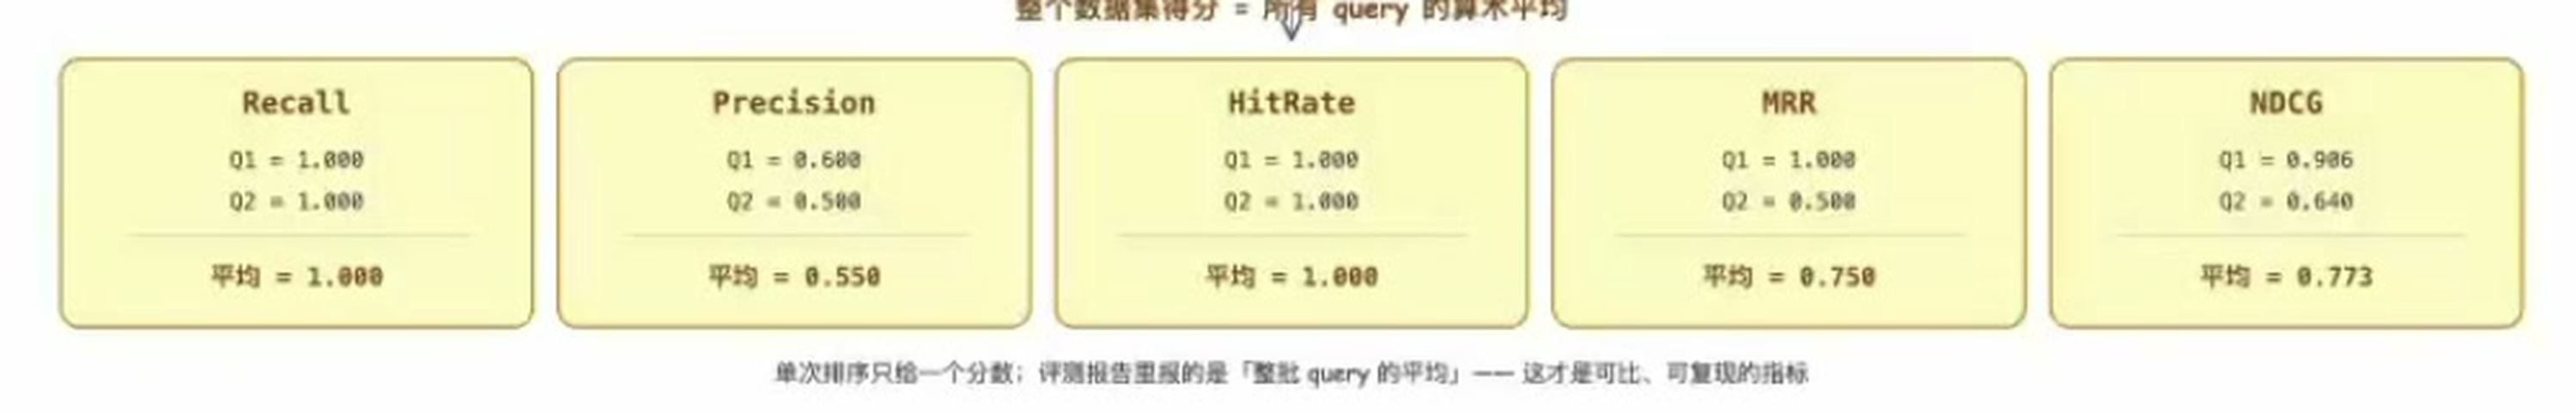 整个数据集得分 = 所有 query 的算术平均
Recall
Q1 = 1.000
Q2 = 1.000
平均 = 1.000
Precision
Q1 = 0.600
Q2 = 0.500
平均 = 0.550
HitRate
Q1 = 1.000
Q2 = 1.000
平均 = 1.000
MRR
Q1 = 1.000
Q2 = 0.500
平均 = 0.750
NDCG
Q1 = 0.906
Q2 = 0.640
平均 = 0.773
单次排序只给一个分数；评测报告里报的是「整批 query 的平均」—— 这才是可比、可复现的指标